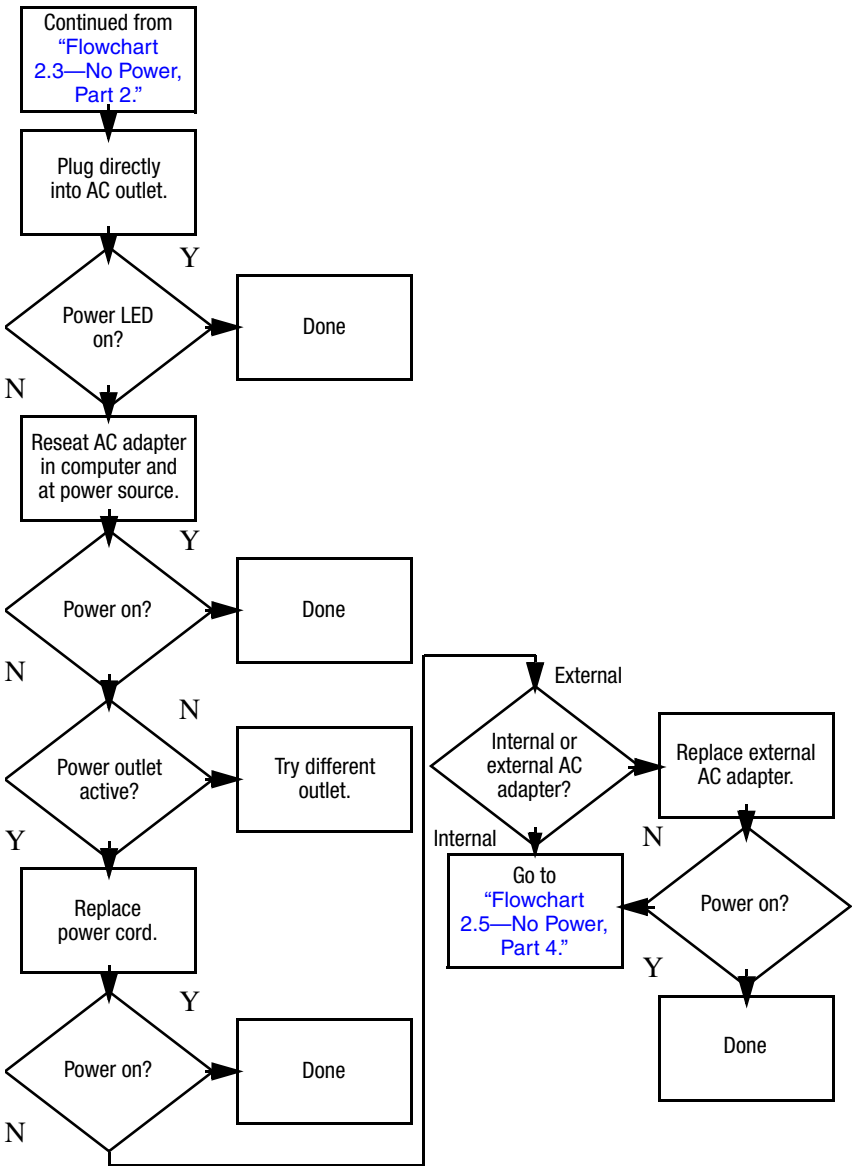 Continued from
“Flowchart
2.3—No Power,
Part 2.”
Plug directly
into AC outlet.
Y
Power LED
on?
Done
N
Reseat AC adapter
in computer and
at power source.
Y
Power on?
Done
N
N
Power outlet
active?
Try different
outlet.
Y
Replace
power cord.
Y
Power on?
Done
N
External
Internal or
external AC
adapter?
Replace external
AC adapter.
Internal
N
Go to
“Flowchart
2.5—No Power,
Part 4.”
Power on?
Y
Done